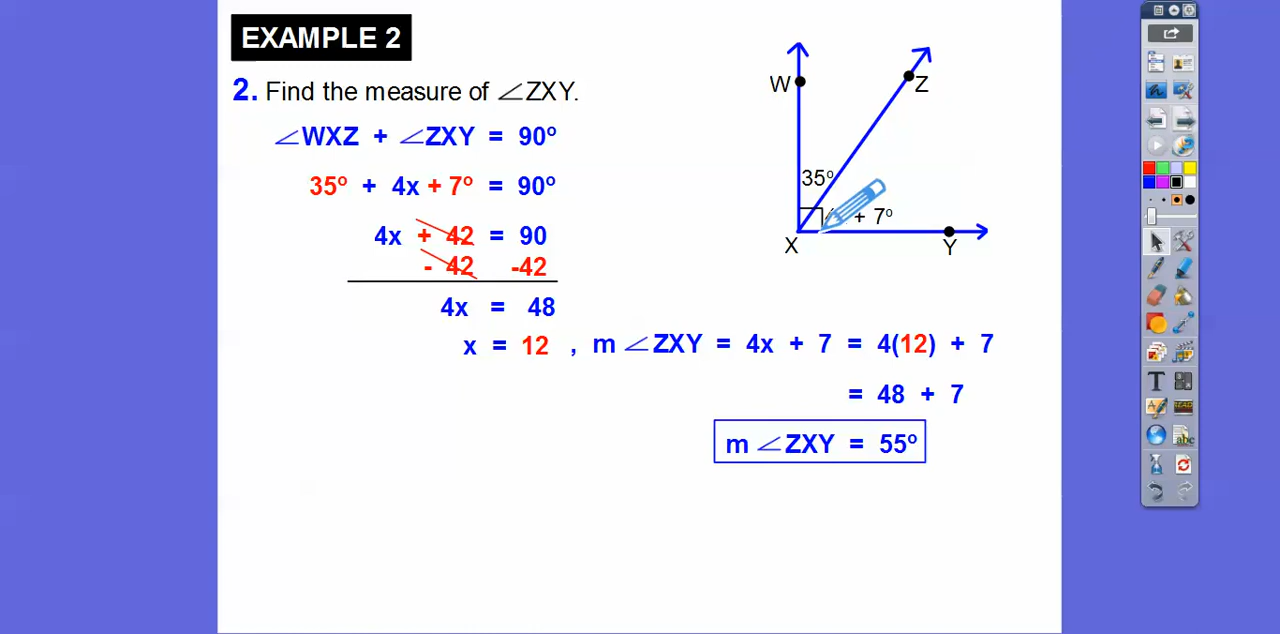 EXAMPLE 2
2. Find the measure of ∠ZXY.
∠WXZ + ∠ZXY = 90º
35º + 4x + 7º = 90º
4x + 42 = 90
- 42 -42
4x = 48
x = 12 , m ∠ZXY = 4x + 7 = 4(12) + 7
= 48 + 7
m ∠ZXY = 55º
W
Z
35º
+ 7º
X
Y